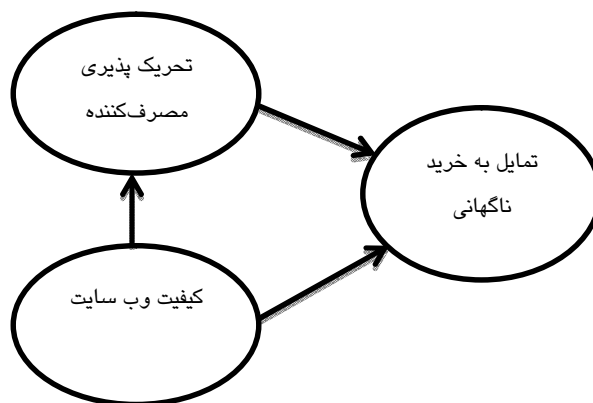 تحریک پذیری
مصرف‌کننده
تمایل به خرید
ناگهانی
کیفیت وب سایت